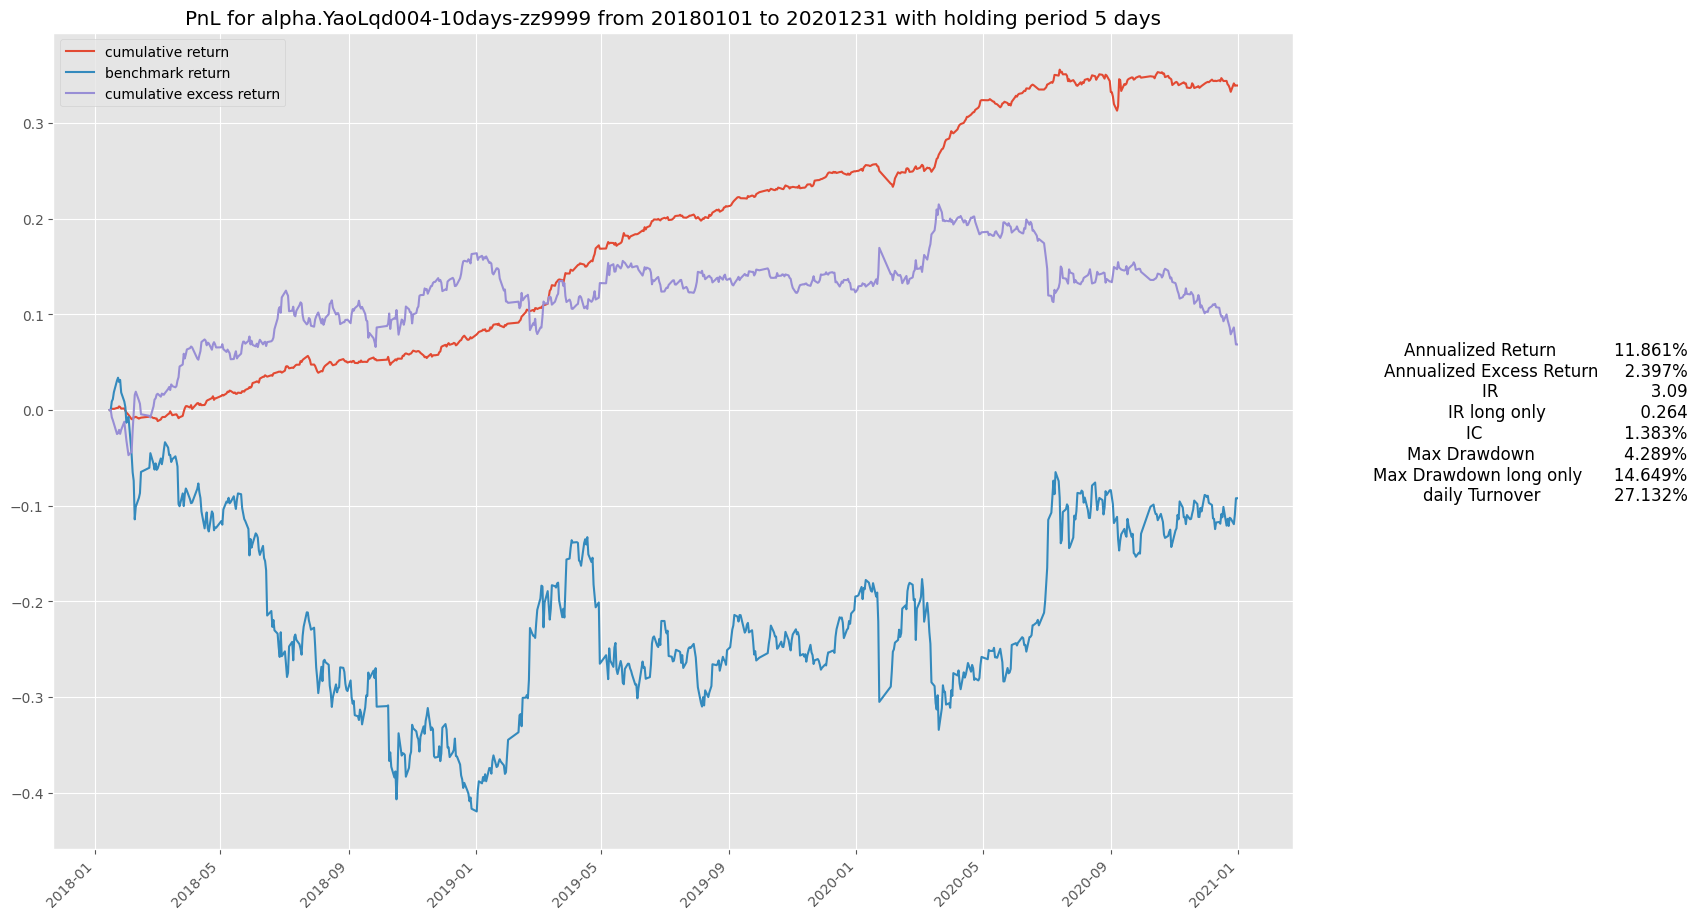 PnL for alpha.YaoLqd004-10days-zz9999 from 20180101 to 20201231 with holding period 5 days
cumulative return
benchmark return
cumulative excess return
0.3
0.2
0.1
0.0
−0.1
−0.2
−0.3
−0.4
2018-01
2018-05
2018-09
2019-01
2019-05
2019-09
2020-01
2020-05
2020-09
2021-01
Annualized Return 11.861%
Annualized Excess Return 2.397%
IR 3.09
IR long only 0.264
IC 1.383%
Max Drawdown 4.289%
Max Drawdown long only 14.649%
daily Turnover 27.132%